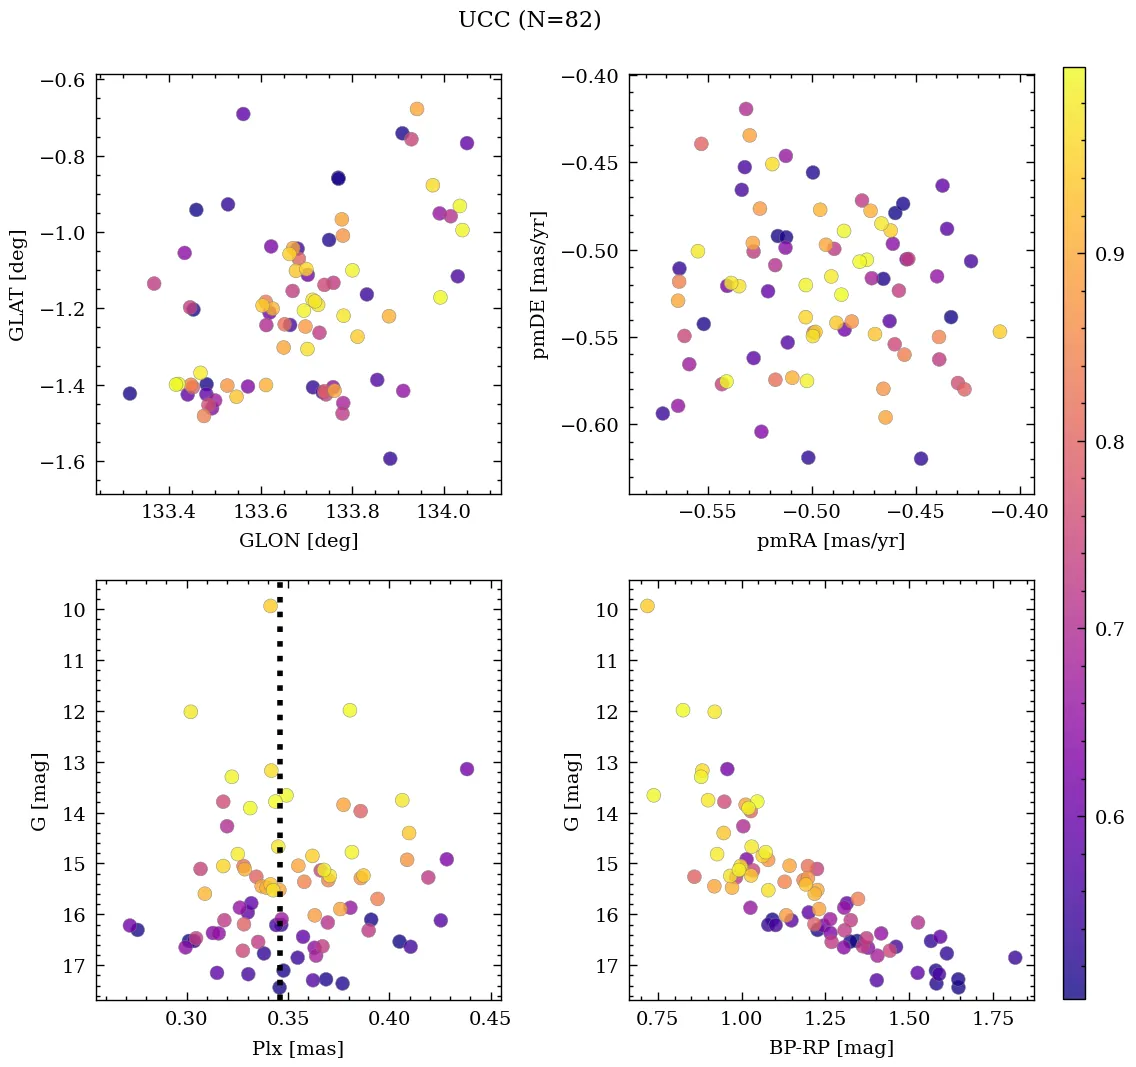 UCC (N=82)
−0.6
−0.8
−1.0
−1.2
−1.4
−1.6
GLAT [deg]
133.4 133.6 133.8 134.0
GLON [deg]
−0.40
−0.45
−0.50
−0.55
−0.60
pmDE [mas/yr]
−0.55 −0.50 −0.45 −0.40
pmRA [mas/yr]
10
11
12
13
14
15
16
17
G [mag]
0.30 0.35 0.40 0.45
Plx [mas]
10
11
12
13
14
15
16
17
G [mag]
0.75 1.00 1.25 1.50 1.75
BP-RP [mag]
0.9
0.8
0.7
0.6